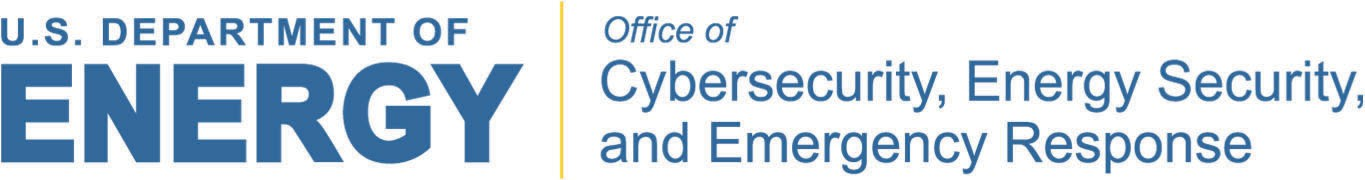 U.S. DEPARTMENT OF
ENERGY
Office of
Cybersecurity, Energy Security,
and Emergency Response